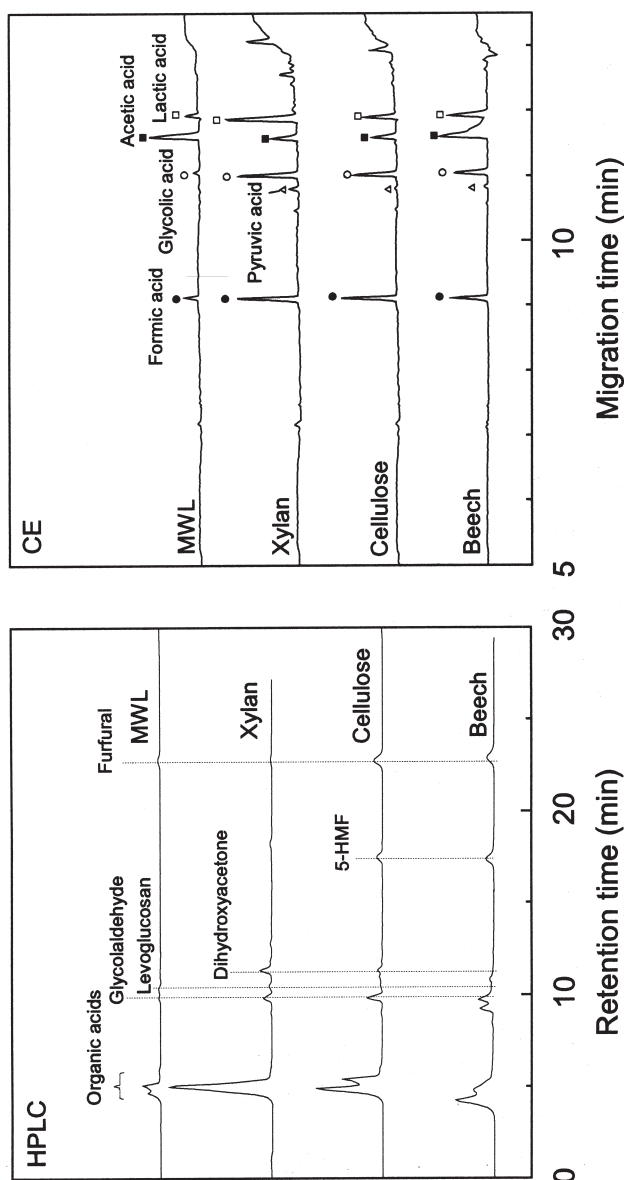 HPLC
Organic acids
Glycolaldehyde
Levoglucosan
Dihydroxyacetone
5-HMF
Furfural
MWL
Xylan
Cellulose
Beech
0
10
20
30
Retention time (min)
CE
MWL
Xylan
Cellulose
Beech
Formic acid
Glycolic acid
Pyruvic acid
Acetic acid
Lactic acid
5
10
Migration time (min)